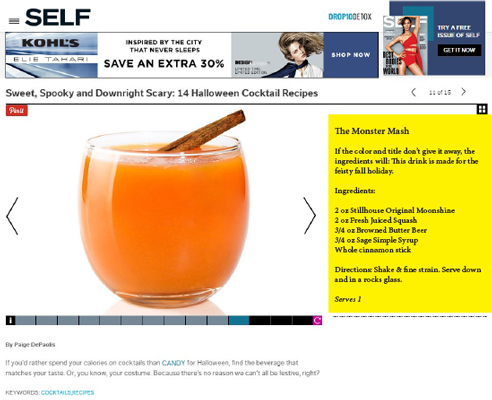 SELF
DROP10DETOX
SELF
BODIES
WORLD
TRY A FREE
ISSUE OF SELF
GET IT NOW
KOHL'S
ELIE TAHARI
INSPIRED BY THE CITY
THAT NEVER SLEEPS
SAVE AN EXTRA 30%
SHOP NOW
Sweet, Spooky and Downright Scary: 14 Halloween Cocktail Recipes
11 of 15
Pin it
The Monster Mash
If the color and title don't give it away, the
ingredients will: This drink is made for the
feisty fall holiday.
Ingredients:
2 oz Stillhouse Original Moonshine
2 oz Fresh Juiced Squash
3/4 oz Browned Butter Beer
3/4 oz Sage Simple Syrup
Whole cinnamon stick
Directions: Shake & fine strain. Serve down
and in a rocks glass.
Serves 1
By Paige DePaolis
If you'd rather spend your calories on cocktails than CANDY for Halloween, find the beverage that
matches your taste. Or, you know, your costume. Because there's no reason we can't all be festive, right?
KEYWORDS: COCKTAILS,RECIPES